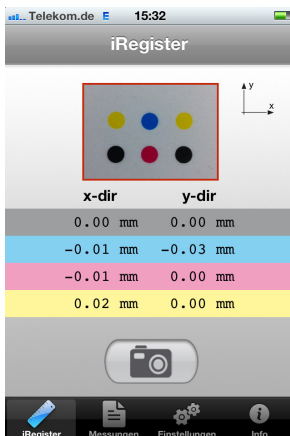 Telekom.de E 15:32
iRegister
y
x
x-dir y-dir
0.00 mm 0.00 mm
-0.01 mm -0.03 mm
-0.01 mm 0.00 mm
0.02 mm 0.00 mm
iRegister Messungen Einstellungen Info